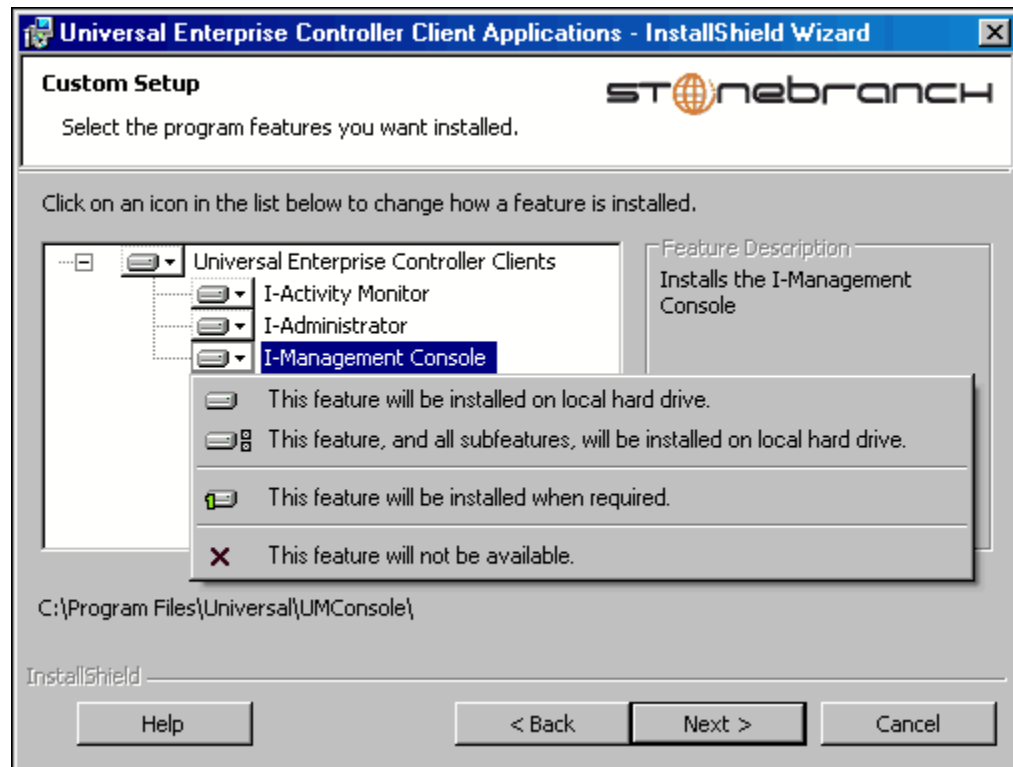 Universal Enterprise Controller Client Applications - InstallShield Wizard
Custom Setup
STONEBRANCH
Select the program features you want installed.
Click on an icon in the list below to change how a feature is installed.
Universal Enterprise Controller Clients
I-Activity Monitor
I-Administrator
I-Management Console
Feature Description
Installs the I-Management
Console
This feature will be installed on local hard drive.
This feature, and all subfeatures, will be installed on local hard drive.
This feature will be installed when required.
This feature will not be available.
C:\Program Files\Universal\UMConsole\
InstallShield
Help
< Back
Next >
Cancel